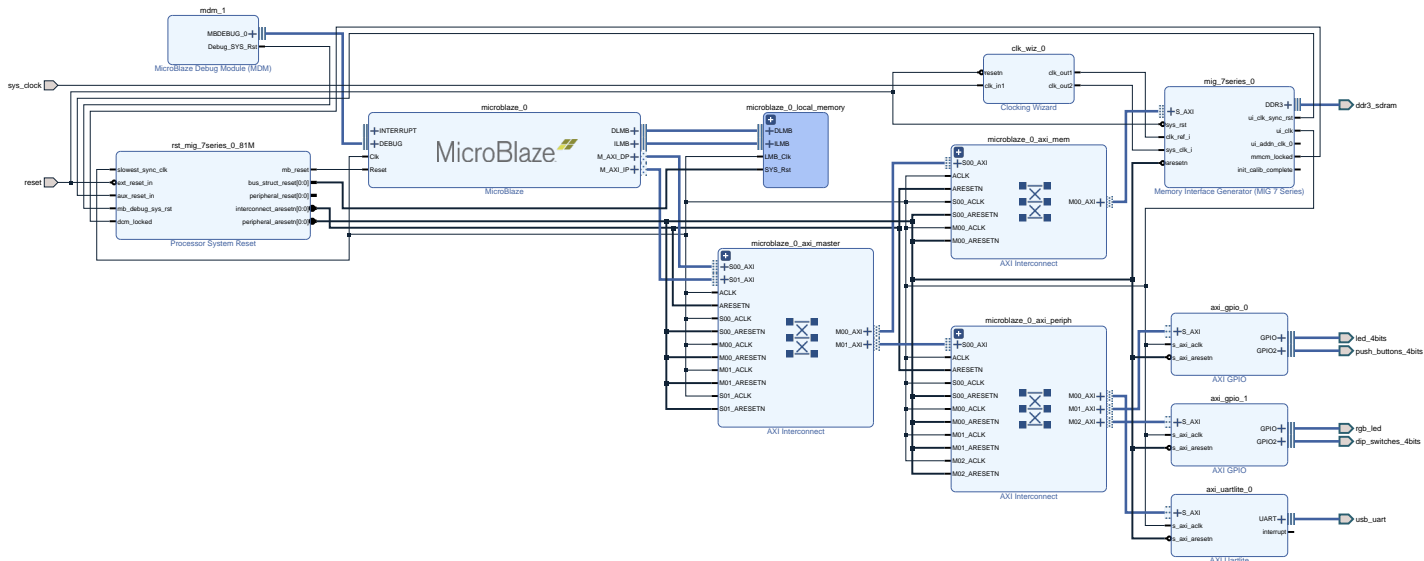 mdm_1
MBDEBUG_0
Debug_SYS_Rst
MicroBlaze Debug Module (MDM)
sys_clock
reset
rst_mig_7series_0_81M
slowest_sync_clk
ext_reset_in
aux_reset_in
mb_debug_sys_rst
dcm_locked
mb_reset
bus_struct_reset[0:0]
peripheral_reset[0:0]
interconnect_aresetn[0:0]
peripheral_aresetn[0:0]
Processor System Reset
microblaze_0
INTERRUPT
DEBUG
Clk
Reset
MicroBlaze
DLMB
ILMB
M_AXI_DP
M_AXI_IP
MicroBlaze
microblaze_0_local_memory
DLMB
ILMB
LMB_Clk
SYS_Rst
microblaze_0_axi_master
S00_AXI
S01_AXI
ACLK
ARESETN
S00_ACLK
S00_ARESETN
M00_ACLK
M00_ARESETN
M01_ACLK
M01_ARESETN
S01_ACLK
S01_ARESETN
M00_AXI
M01_AXI
AXI Interconnect
clk_wiz_0
resetn
clk_in1
clk_out1
clk_out2
Clocking Wizard
microblaze_0_axi_mem
S00_AXI
ACLK
ARESETN
S00_ACLK
S00_ARESETN
M00_ACLK
M00_ARESETN
M00_AXI
AXI Interconnect
microblaze_0_axi_periph
S00_AXI
ACLK
ARESETN
S00_ACLK
S00_ARESETN
M00_ACLK
M00_ARESETN
M01_ACLK
M01_ARESETN
M02_ACLK
M02_ARESETN
M00_AXI
M01_AXI
M02_AXI
AXI Interconnect
mig_7series_0
S_AXI
sys_rst
clk_ref_i
sys_clk_i
aresetn
DDR3
ui_clk_sync_rst
ui_clk
ui_addn_clk_0
mmcm_locked
init_calib_complete
Memory Interface Generator (MIG 7 Series)
ddr3_sdram
axi_gpio_0
S_AXI
s_axi_aclk
s_axi_aresetn
GPIO
GPIO2
AXI GPIO
led_4bits
push_buttons_4bits
axi_gpio_1
S_AXI
s_axi_aclk
s_axi_aresetn
GPIO
GPIO2
AXI GPIO
rgb_led
dip_switches_4bits
axi_uartlite_0
S_AXI
s_axi_aclk
s_axi_aresetn
UART
interrupt
AXI Uartlite
usb_uart